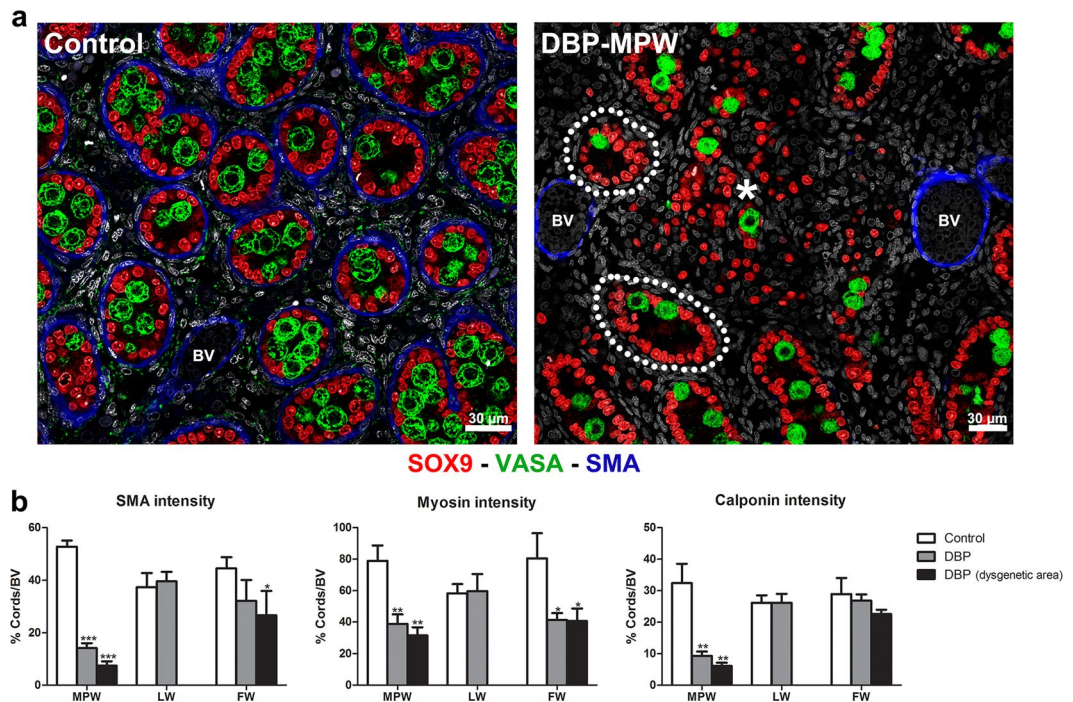 a
Control
DBP-MPW
BV
BV
*
BV
30 µm
30 µm
SOX9 - VASA - SMA
b
SMA intensity
% Cords/BV
60
40
20
0
***
***
*
MPW
LW
FW
Myosin intensity
% Cords/BV
100
80
60
40
20
0
**
**
*
*
MPW
LW
FW
Calponin intensity
% Cords/BV
50
40
30
20
10
0
**
**
MPW
LW
FW
Control
DBP
DBP (dysgenetic area)